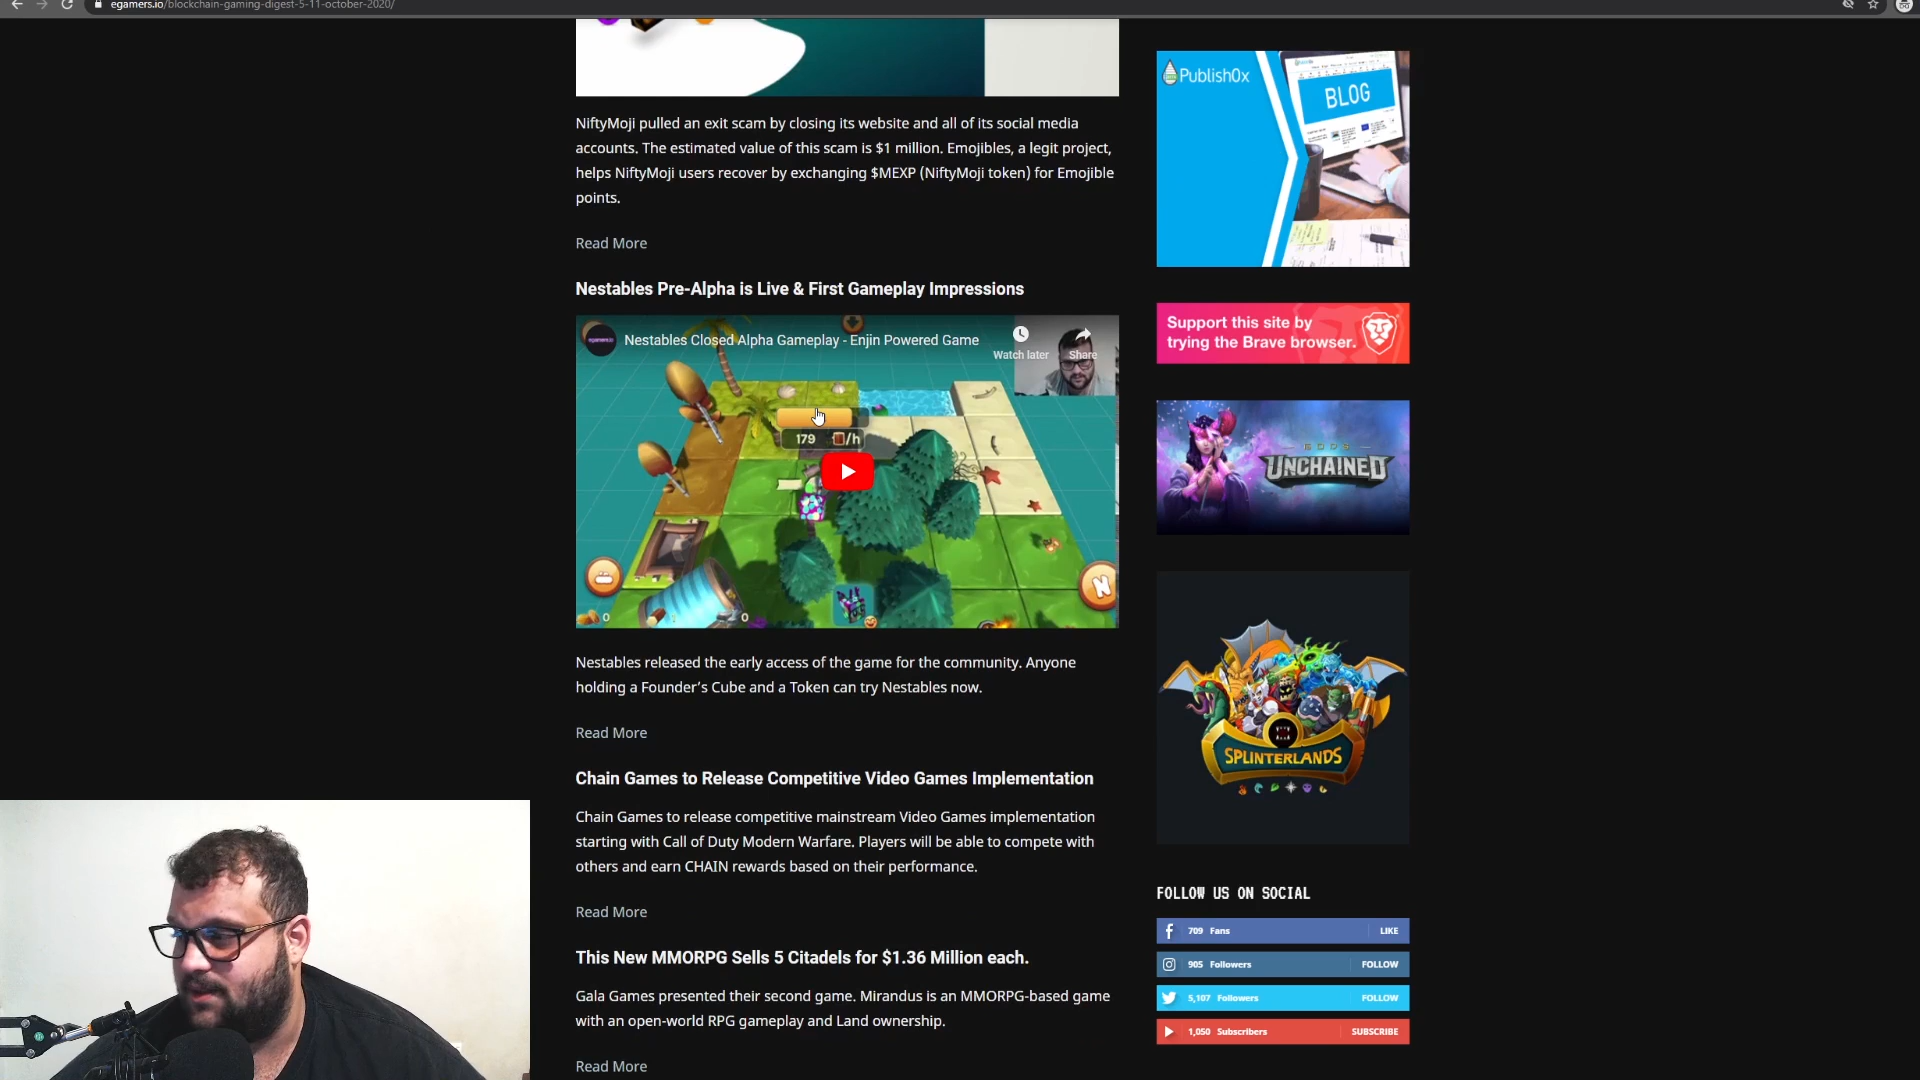 egamers.io/blockchain-gaming-digest-5-11-october-2020/
NiftyMoji pulled an exit scam by closing its website and all of its social media
accounts. The estimated value of this scam is $1 million. Emojibles, a legit project,
helps NiftyMoji users recover by exchanging $MEXP (NiftyMoji token) for Emojible
points.
Read More
Nestables Pre-Alpha is Live & First Gameplay Impressions
Nestables Closed Alpha Gameplay - Enjin Powered Game
Watch later
Share
179 /h
0
0
N
Nestables released the early access of the game for the community. Anyone
holding a Founder's Cube and a Token can try Nestables now.
Read More
Chain Games to Release Competitive Video Games Implementation
Chain Games to release competitive mainstream Video Games implementation
starting with Call of Duty Modern Warfare. Players will be able to compete with
others and earn CHAIN rewards based on their performance.
Read More
This New MMORPG Sells 5 Citadels for $1.36 Million each.
Gala Games presented their second game. Mirandus is an MMORPG-based game
with an open-world RPG gameplay and Land ownership.
Read More
Publish0x
BLOG
Support this site by
trying the Brave browser.
GODS
UNCHAINED
SPLINTERLANDS
FOLLOW US ON SOCIAL
709 Fans LIKE
905 Followers FOLLOW
5,107 Followers FOLLOW
1,050 Subscribers SUBSCRIBE